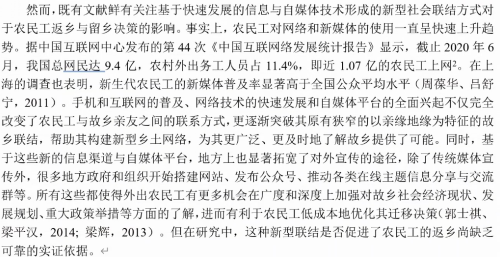 然而，既有文献鲜有关注基于快速发展的信息与自媒体技术形成的新型社会联结方式对
于农民工返乡与留乡决策的影响。事实上，农民工对网络和新媒体的使用一直呈快速上升趋
势。据中国互联网中心发布的第 44 次《中国互联网络发展统计报告》显示，截止 2020 年 6
月，我国总网民达 9.4 亿，农村外出务工人员占 11.4%，即近 1.07 亿的农民工上网²。在上
海的调查也表明，新生代农民工的新媒体普及率显著高于全国公众平均水平（周葆华、吕舒
宁，2011）。手机和互联网的普及、网络技术的快速发展和自媒体平台的全面兴起不仅完全
改变了农民工与故乡亲友之间的联系方式，更逐渐突破其原有狭窄的以亲缘地缘为特征的故
乡联结，帮助其构建新型乡土网络，为其更广泛、更及时地了解故乡提供了可能。同时，基
于这些新的信息渠道与自媒体平台，地方上也显著拓宽了对外宣传的途径，除了传统媒体宣
传外，很多地方政府和组织开始搭建网站、发布公众号、推动各类在线主题信息分享与交流
群等。所有这些都使得外出农民工有更多机会在广度和深度上加强对故乡社会经济现状、发
展规划、重大政策举措等方面的了解，进而有利于农民工低成本地优化其迁移决策（郭士祺、
梁平汉，2014；梁辉，2013）。但在研究中，这种新型联结是否促进了农民工的返乡尚缺乏
可靠的实证依据。